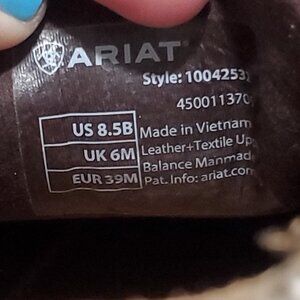 ARIAT
Style: 1004253
450011370
US 8.5B
UK 6M
EUR 39M
Made in Vietnam
Leather+Textile Up
Balance Manmad
Pat. Info: ariat.com